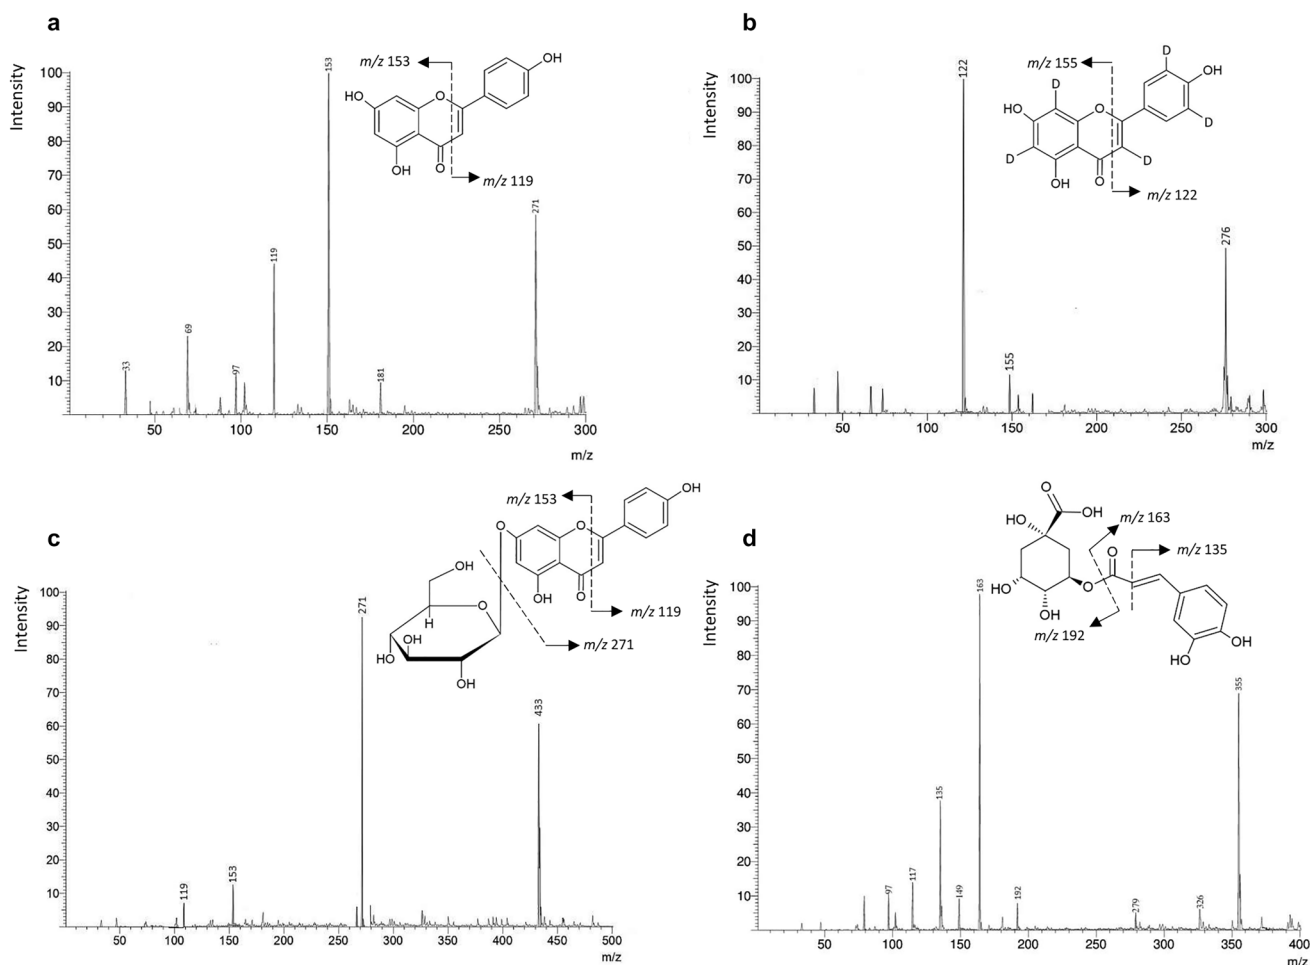 a
Intensity
100
90
80
70
60
50
40
30
20
10
50
100
150
200
250
300
m/z
33
69
97
119
153
181
271
m/z 153
m/z 119
HO
O
OH
OH
O
b
Intensity
100
90
80
70
60
50
40
30
20
10
50
100
150
200
250
300
m/z
122
155
276
m/z 155
m/z 122
D
OH
D
D
HO
O
D
D
OH
O
c
Intensity
100
90
80
70
60
50
40
30
20
10
50
100
150
200
250
300
350
400
450
500
m/z
119
153
271
433
m/z 153
m/z 119
m/z 271
OH
O
O
OH
O
OH
O
H
OH
HO
OH
d
Intensity
100
90
80
70
60
50
40
30
20
10
50
100
150
200
250
300
350
400
m/z
97
117
135
149
163
192
279
326
355
m/z 163
m/z 135
m/z 192
O
OH
HO
O
O
HO
OH
HO
OH